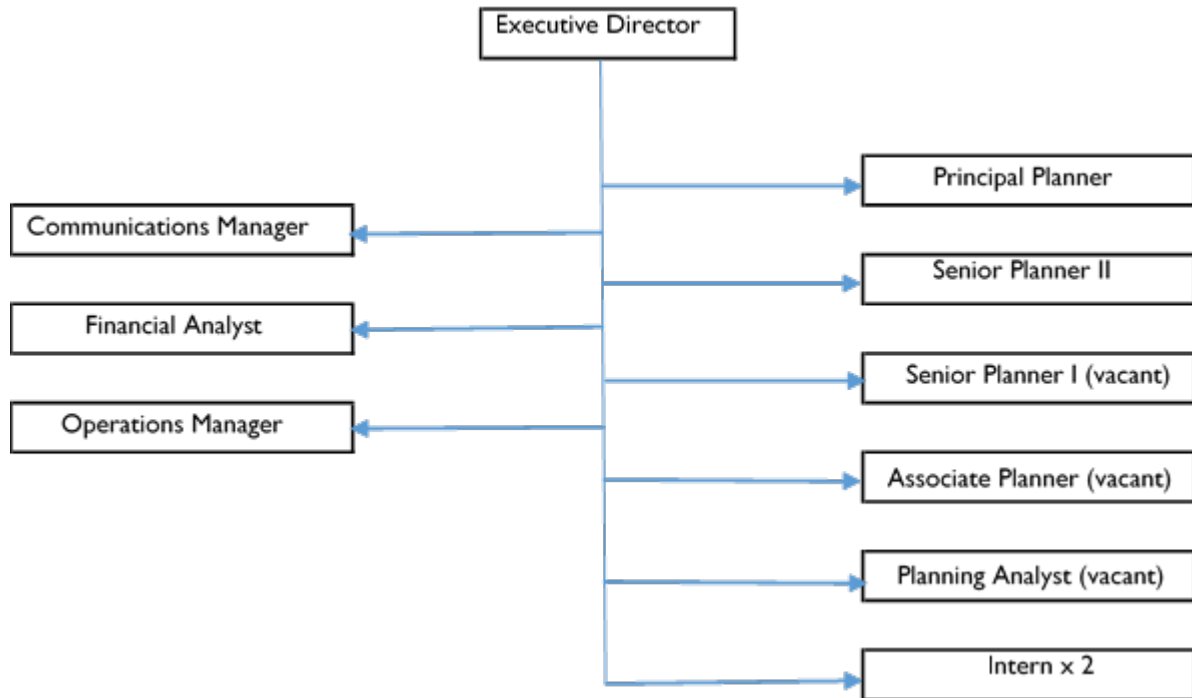 Executive Director
Principal Planner
Communications Manager
Senior Planner II
Financial Analyst
Senior Planner I (vacant)
Operations Manager
Associate Planner (vacant)
Planning Analyst (vacant)
Intern x 2